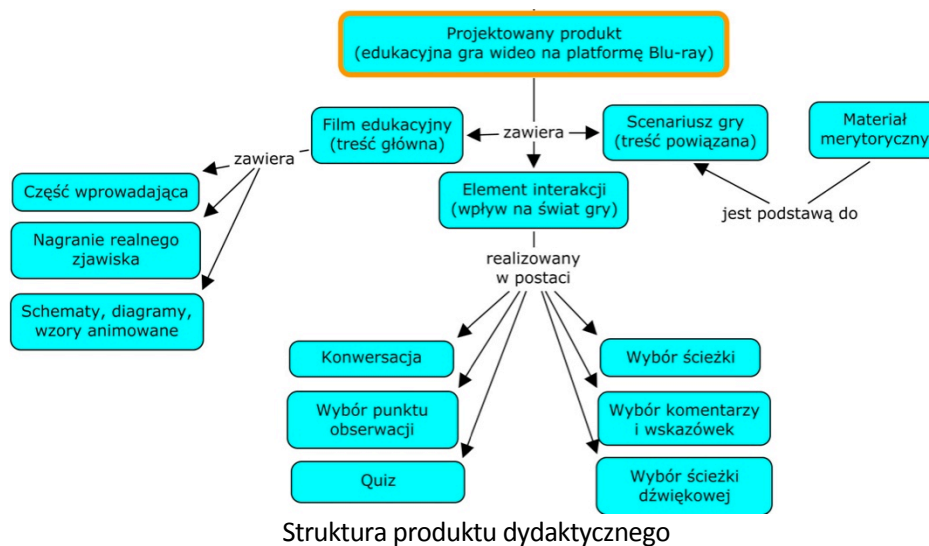 Projektowany produkt
(edukacyjna gra wideo na platformę Blu-ray)
Film edukacyjny
(treść główna)
zawiera
Scenariusz gry
(treść powiązana)
Materiał
merytoryczny
zawiera
Część wprowadająca
Element interakcji
(wpływ na świat gry)
jest podstawą do
Nagranie realnego
zjawiska
realizowany
w postaci
Schematy, diagramy,
wzory animowane
Konwersacja
Wybór ścieżki
Wybór punktu
obserwacji
Wybór komentarzy
i wskazówek
Quiz
Wybór ścieżki
dźwiękowej
Struktura produktu dydaktycznego